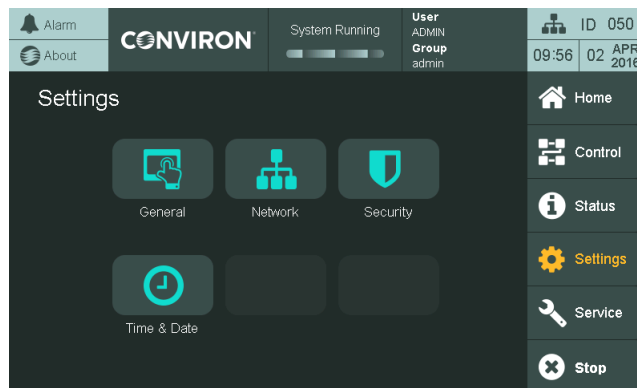 Alarm
About
CONVIRON
System Running
User
ADMIN
Group
admin
ID 050
09:56
02 APR 2016
Settings
General
Network
Security
Time & Date
Home
Control
Status
Settings
Service
Stop